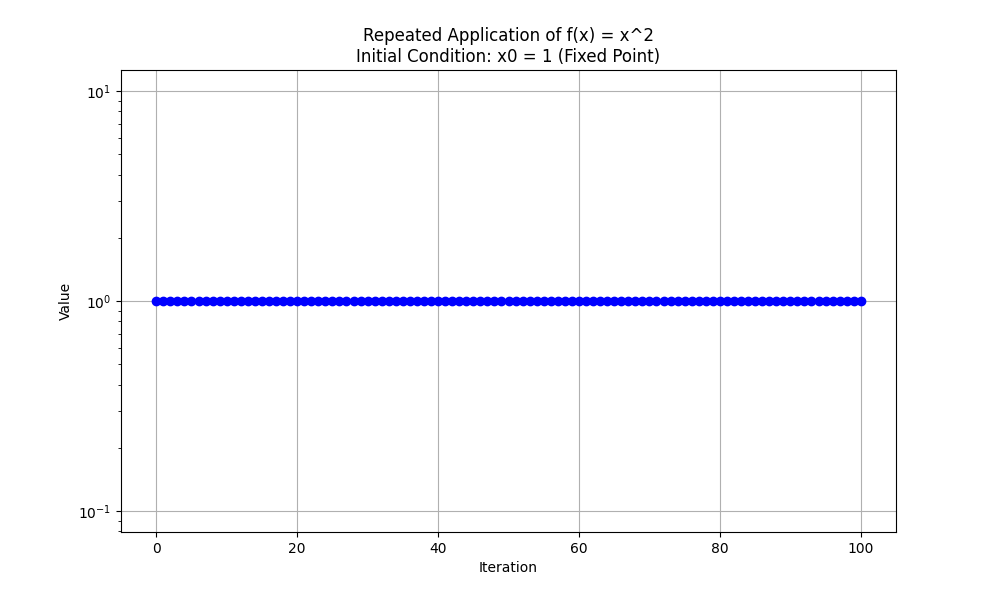 Repeated Application of f(x) = x^2
Initial Condition: x0 = 1 (Fixed Point)
10¹
10⁰
10⁻¹
Value
0 20 40 60 80 100
Iteration